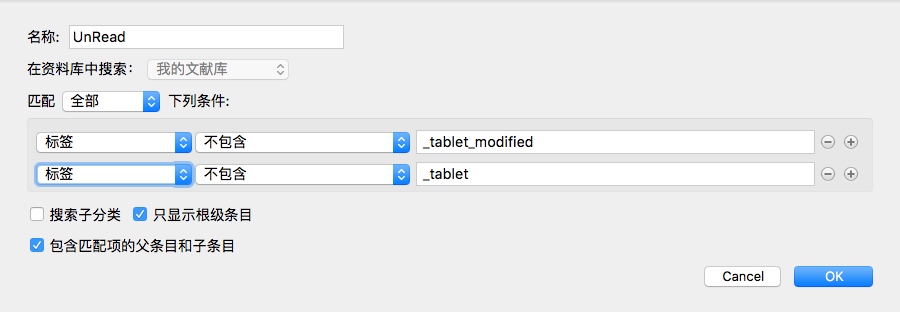 名称: UnRead
在资料库中搜索: 我的文献库
匹配 全部 下列条件:
标签 不包含 _tablet_modified
标签 不包含 _tablet
搜索子分类 只显示根级条目
包含匹配项的父条目和子条目
Cancel OK